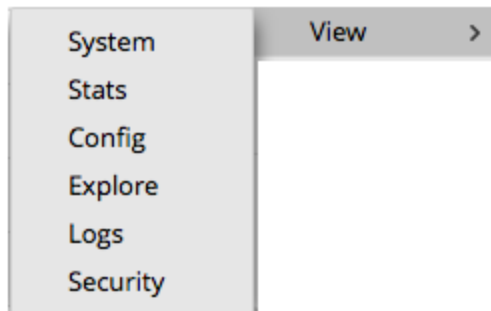 View >
System
Stats
Config
Explore
Logs
Security